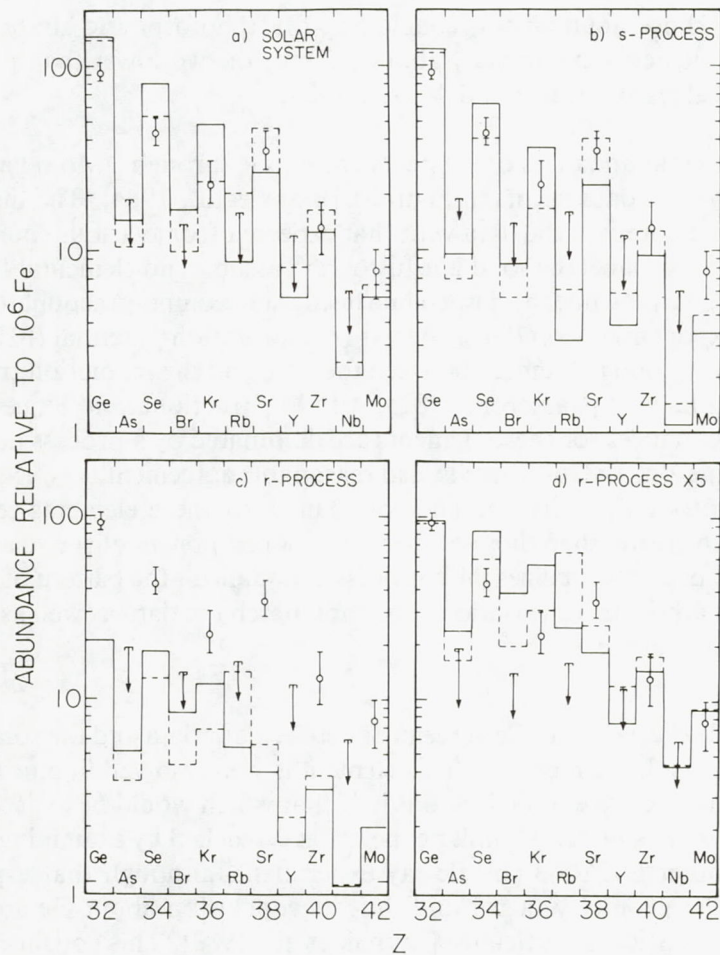 a) SOLAR
SYSTEM
b) s-PROCESS
100
10
1
Ge Se Kr Sr Zr Mo
As Br Rb Y Nb
Ge Se Kr Sr Zr Mo
As Br Rb Y Nb
c) r-PROCESS
d) r-PROCESS X5
100
10
1
Ge Se Kr Sr Zr Mo
As Br Rb Y Nb
Ge Se Kr Sr Zr Mo
As Br Rb Y Nb
32 34 36 38 40 42
32 34 36 38 40 42
Z
ABUNDANCE RELATIVE TO 10⁶ Fe